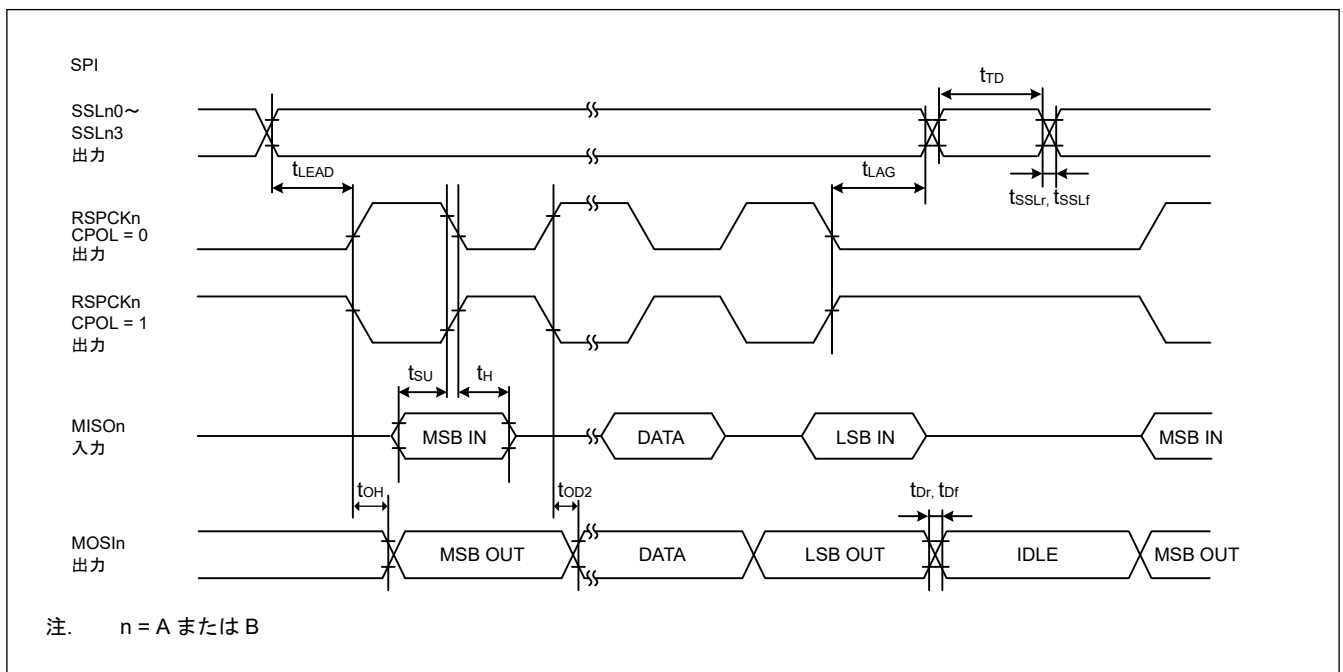 SPI
SSLn0～
SSLn3
出力
tTD
tLEAD
tLAG
tSSLr, tSSLf
RSPCKn
CPOL = 0
出力
RSPCKn
CPOL = 1
出力
tSU
tH
MISOn
入力
MSB IN
DATA
LSB IN
MSB IN
tOH
tOD2
tDr, tDf
MOSIn
出力
MSB OUT
DATA
LSB OUT
IDLE
MSB OUT
注. n = A または B